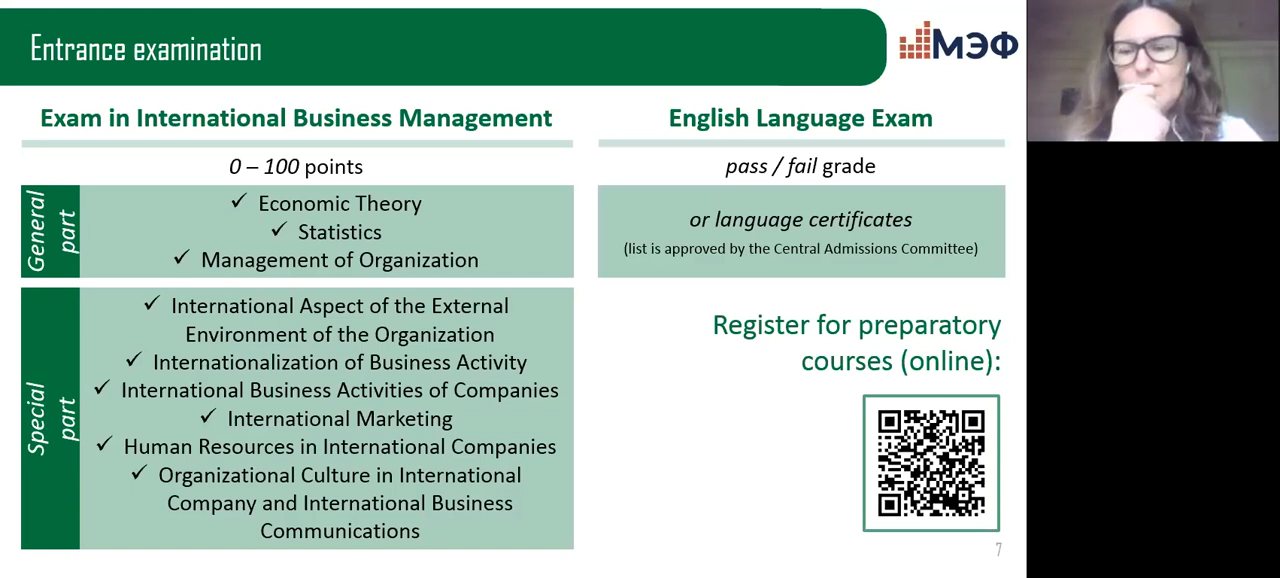 Entrance examination
МЭФ
Exam in International Business Management
0 – 100 points
General
part
✓ Economic Theory
✓ Statistics
✓ Management of Organization
Special
part
✓ International Aspect of the External
Environment of the Organization
✓ Internationalization of Business Activity
✓ International Business Activities of Companies
✓ International Marketing
✓ Human Resources in International Companies
✓ Organizational Culture in International
Company and International Business
Communications
English Language Exam
pass / fail grade
or language certificates
(list is approved by the Central Admissions Committee)
Register for preparatory
courses (online):
7